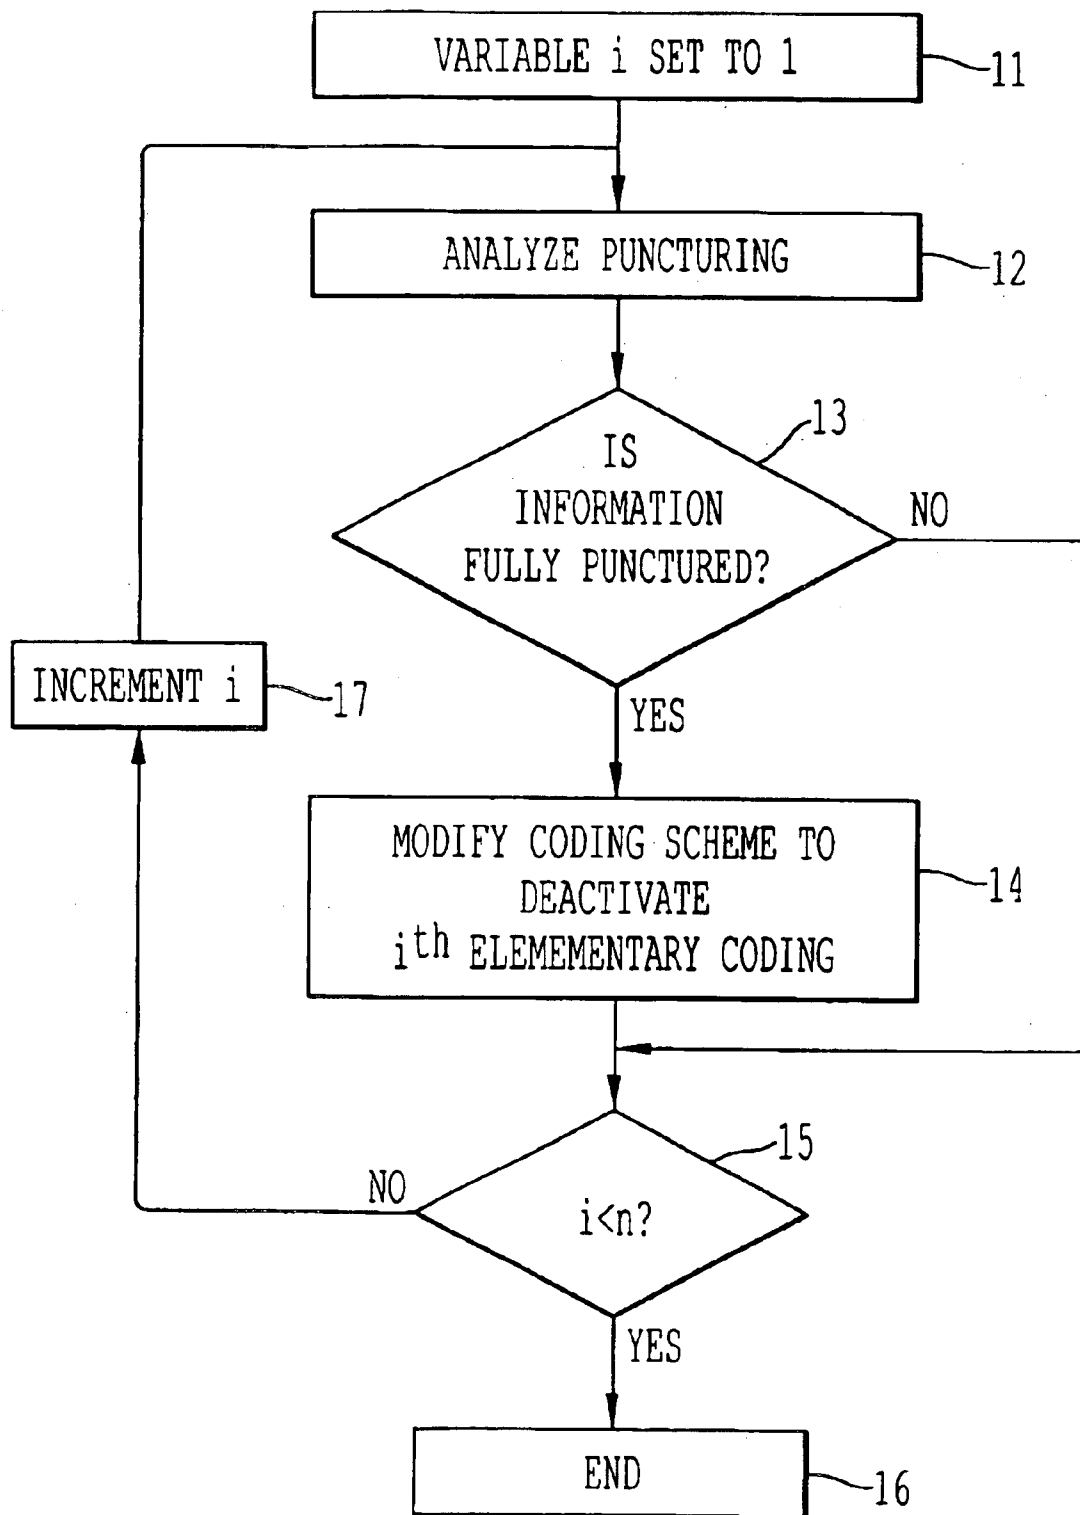 VARIABLE i SET TO 1
11
ANALYZE PUNCTURING
12
13
IS
INFORMATION
FULLY PUNCTURED?
NO
INCREMENT i
17
YES
MODIFY CODING SCHEME TO
DEACTIVATE
ith ELEMEMENTARY CODING
14
15
NO
i<n?
YES
END
16